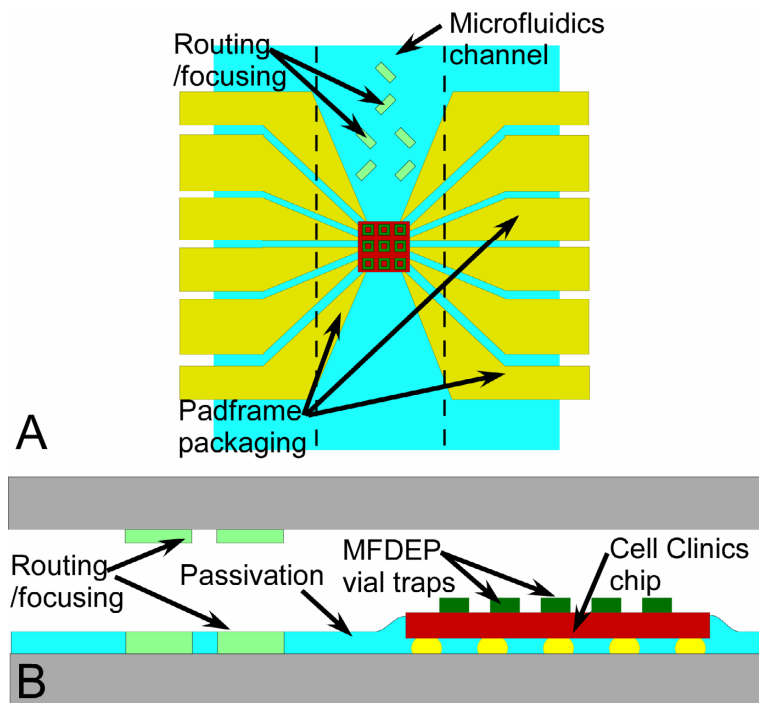 Microfluidics
channel
Routing
/focusing
Padframe
packaging
A
Routing
/focusing
Passivation
MFDEP
vial traps
Cell Clinics
chip
B